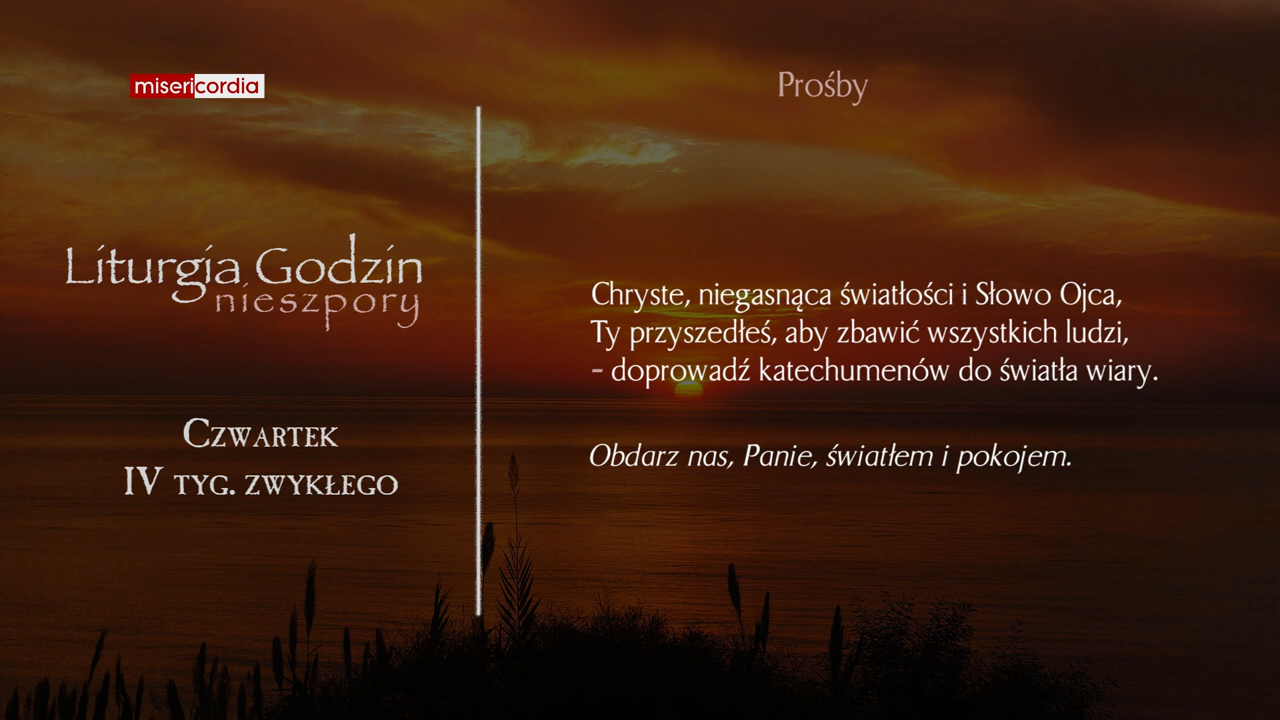 misericordia
Liturgia Godzin
nieszpory
Czwartek
IV tyg. zwykłego
Prośby
Chryste, niegasnąca światłości i Słowo Ojca,
Ty przyszedłeś, aby zbawić wszystkich ludzi,
- doprowadź katechumenów do światła wiary.
Obdarz nas, Panie, światłem i pokojem.